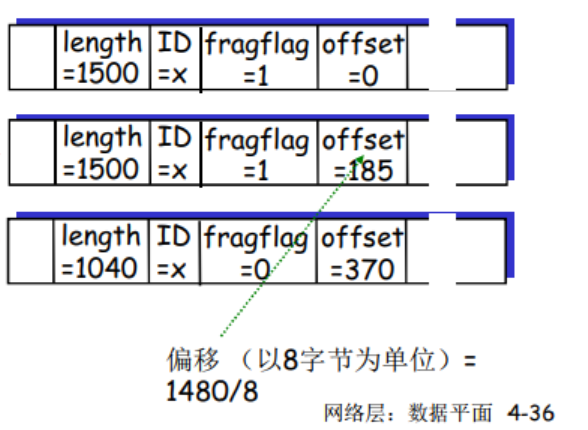 length ID fragflag offset
=1500 =x =1 =0
length ID fragflag offset
=1500 =x =1 =185
length ID fragflag offset
=1040 =x =0 =370
偏移 （以8字节为单位）=
1480/8
网络层：数据平面 4-36